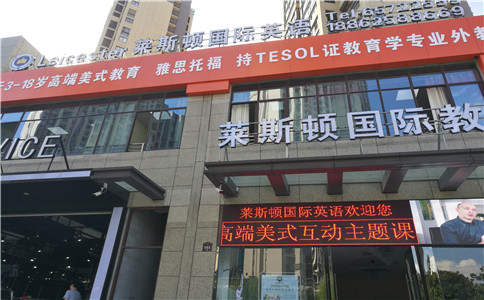 Leicester 莱斯顿国际英语
3-18岁高端美式教育 雅思托福 持TESOL证教育学专业外教
VICE
莱斯顿国际教
莱斯顿国际英语欢迎您
高端美式互动主题课